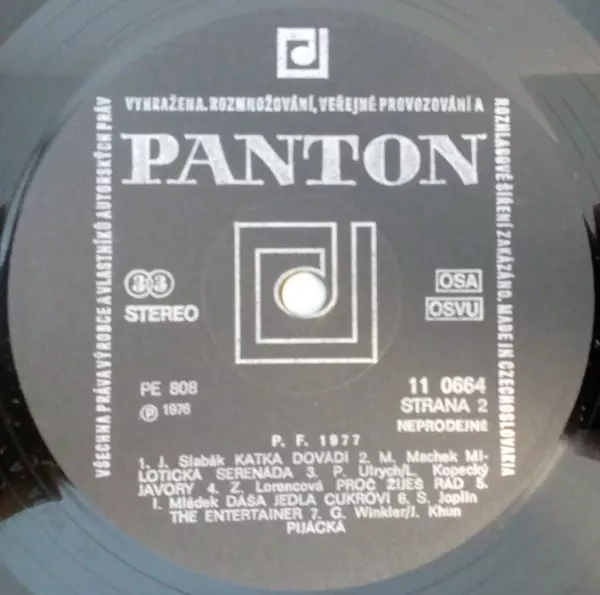 VYHRAŽENA. ROZMNOŽOVÁNÍ, VEŘEJNÉ PROVOZOVÁNÍ A
ROZHLASOVÉ ŠÍŘENÍ ZAKÁZÁNO. MADE IN CZECHOSLOVAKIA
VŠECHNA PRÁVA VÝROBCE A VLASTNÍKŮ AUTORSKÝCH PRÁV
PANTON
33
STEREO
OSA
OSVU
PE 808
Ⓟ 1976
11 0664
STRANA 2
NEPRODEJNÉ
P. F. 1977
1. J. Slabák KATKA DOVÁDÍ 2. M. Machek MI-
LOTICKÁ SERENÁDA 3. P. Ulrych/L. Kopecký
JAVORY 4. Z. Lorencová PROČ ŽIJEŠ RÁD 5.
I. Mládek DÁŠA JEDLA CUKROVÍ 6. S. Joplin
THE ENTERTAINER 7. G. Winkler/J. Khun
PIJÁCKÁ